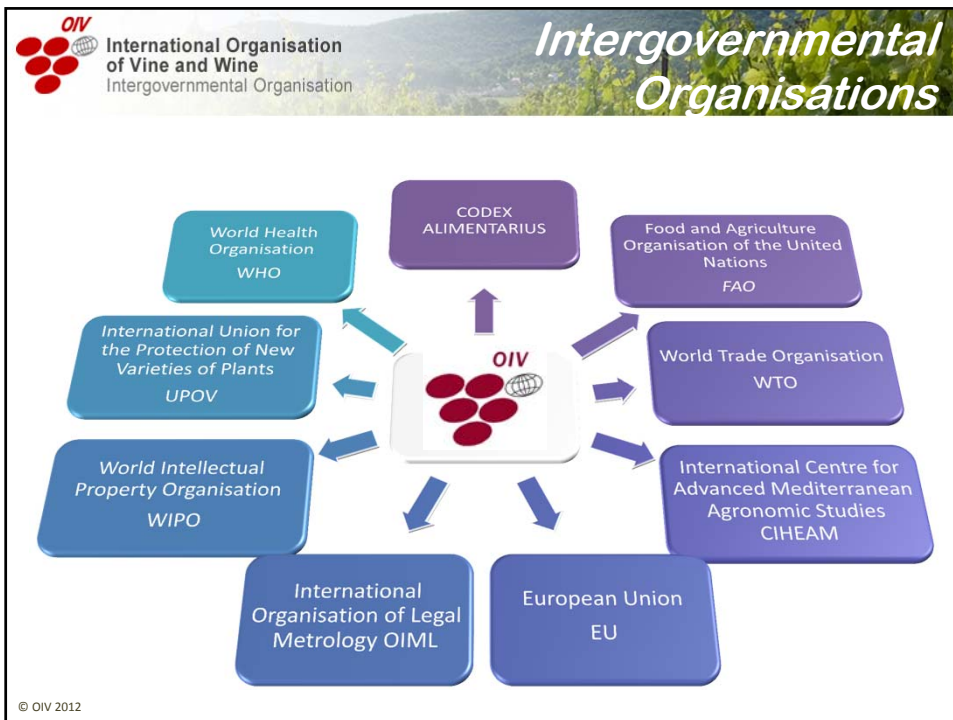 OIV
International Organisation
of Vine and Wine
Intergovernmental Organisation
Intergovernmental
Organisations
CODEX
ALIMENTARIUS
World Health
Organisation
WHO
Food and Agriculture
Organisation of the United
Nations
FAO
International Union for
the Protection of New
Varieties of Plants
UPOV
OIV
World Trade Organisation
WTO
World Intellectual
Property Organisation
WIPO
International Centre for
Advanced Mediterranean
Agronomic Studies
CIHEAM
International
Organisation of Legal
Metrology OIML
European Union
EU
© OIV 2012